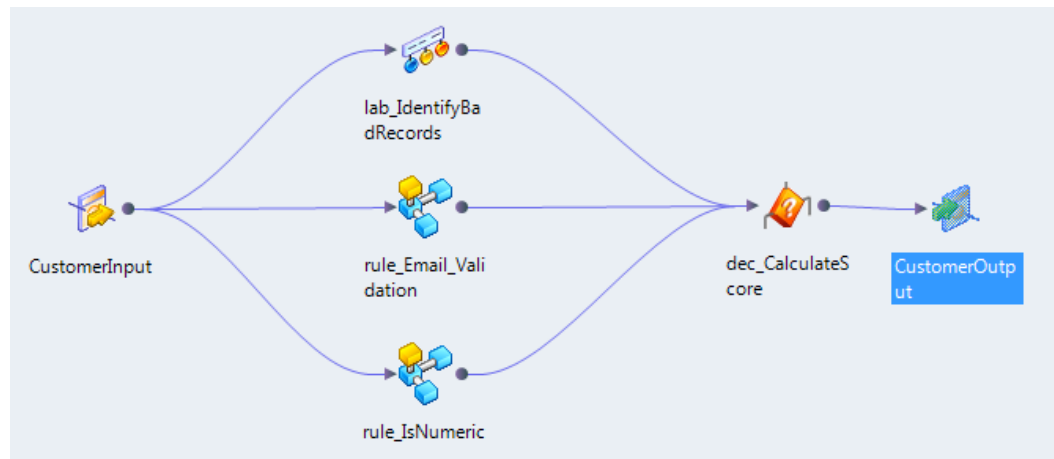 lab_IdentifyBa
dRecords
CustomerInput
rule_Email_Vali
dation
dec_CalculateS
core
CustomerOutp
ut
rule_IsNumeric